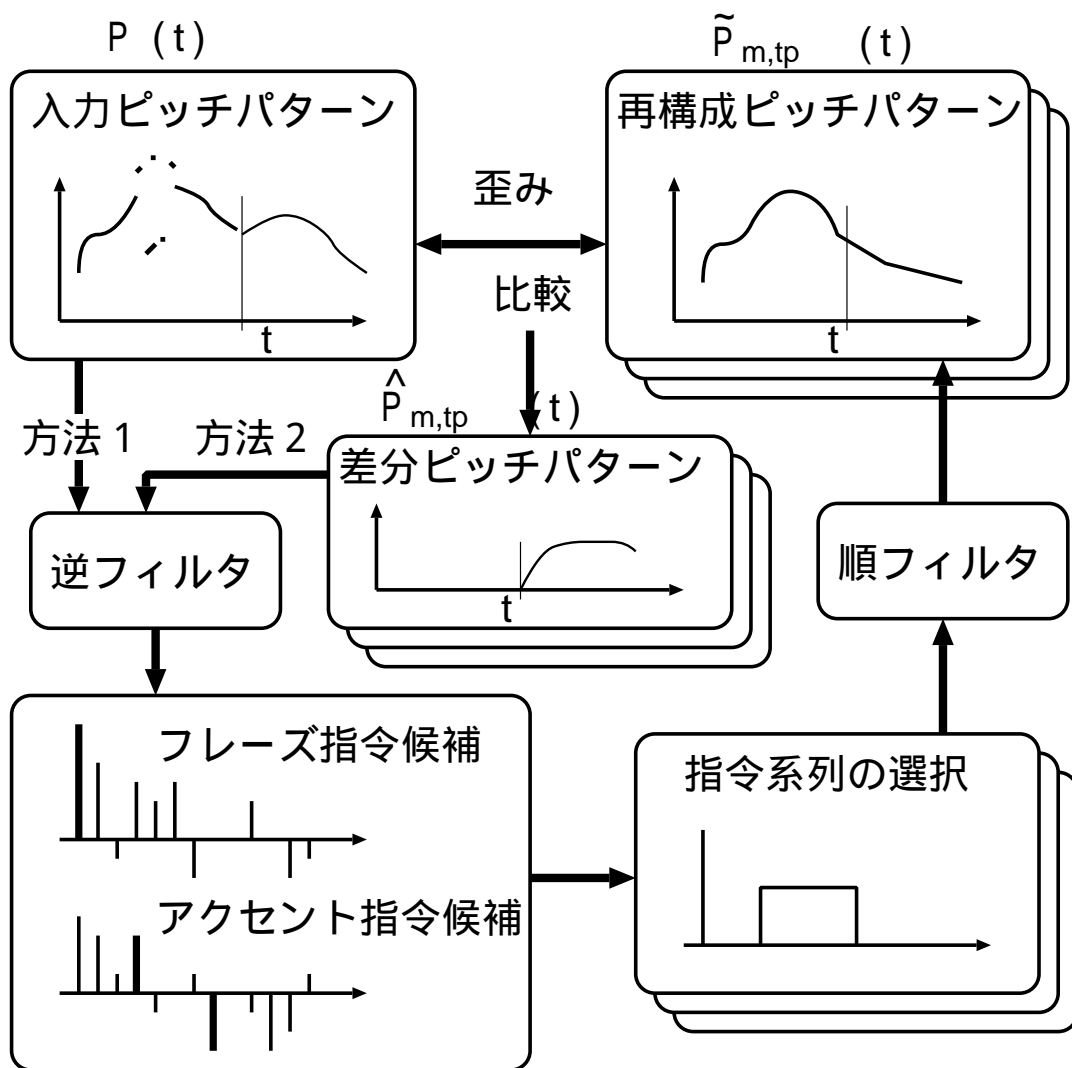 P (t)
P̃ m,tp (t)
入力ピッチパターン
再構成ピッチパターン
歪み
比較
t
t
P̂ m,tp (t)
方法 1
方法 2
差分ピッチパターン
t
逆フィルタ
順フィルタ
フレーズ指令候補
指令系列の選択
アクセント指令候補